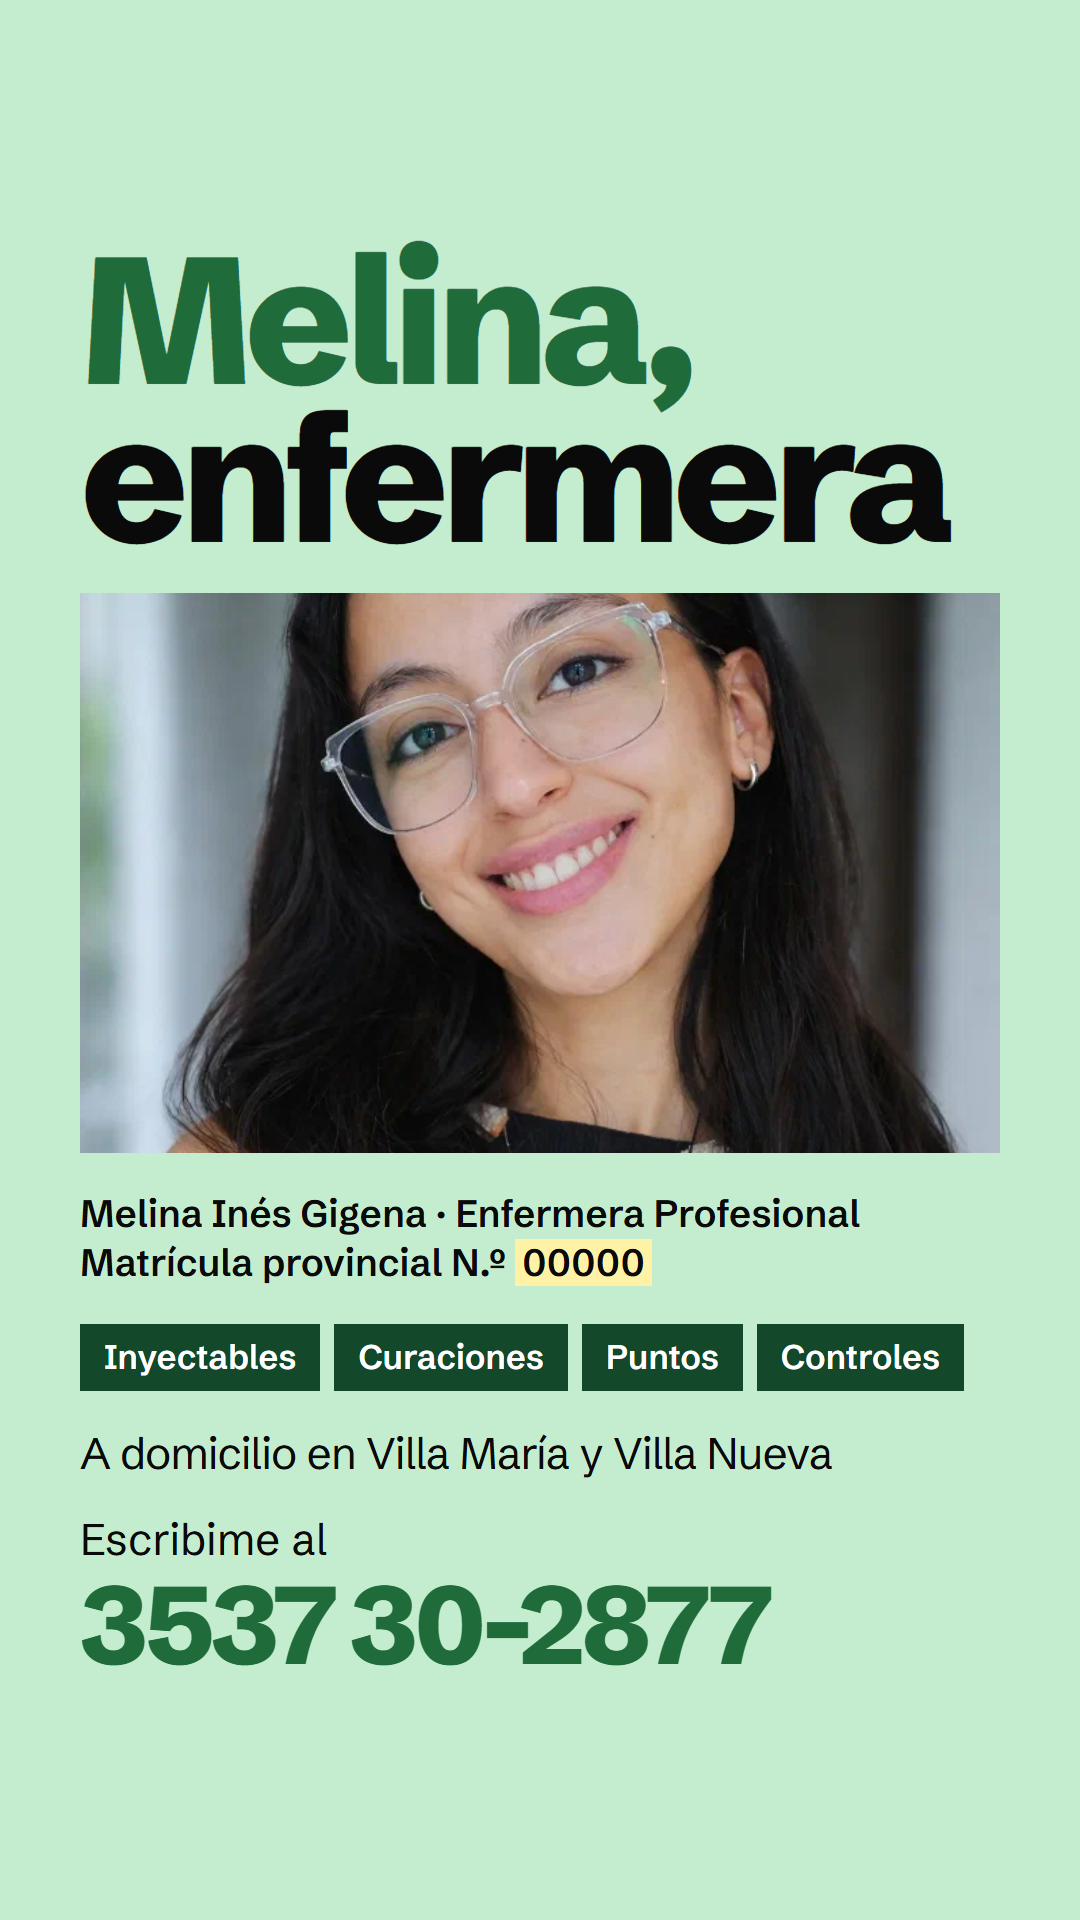 Melina,
enfermera
Melina Inés Gigena · Enfermera Profesional
Matrícula provincial N.º 00000
Inyectables Curaciones Puntos Controles
A domicilio en Villa María y Villa Nueva
Escribime al
3537 30-2877